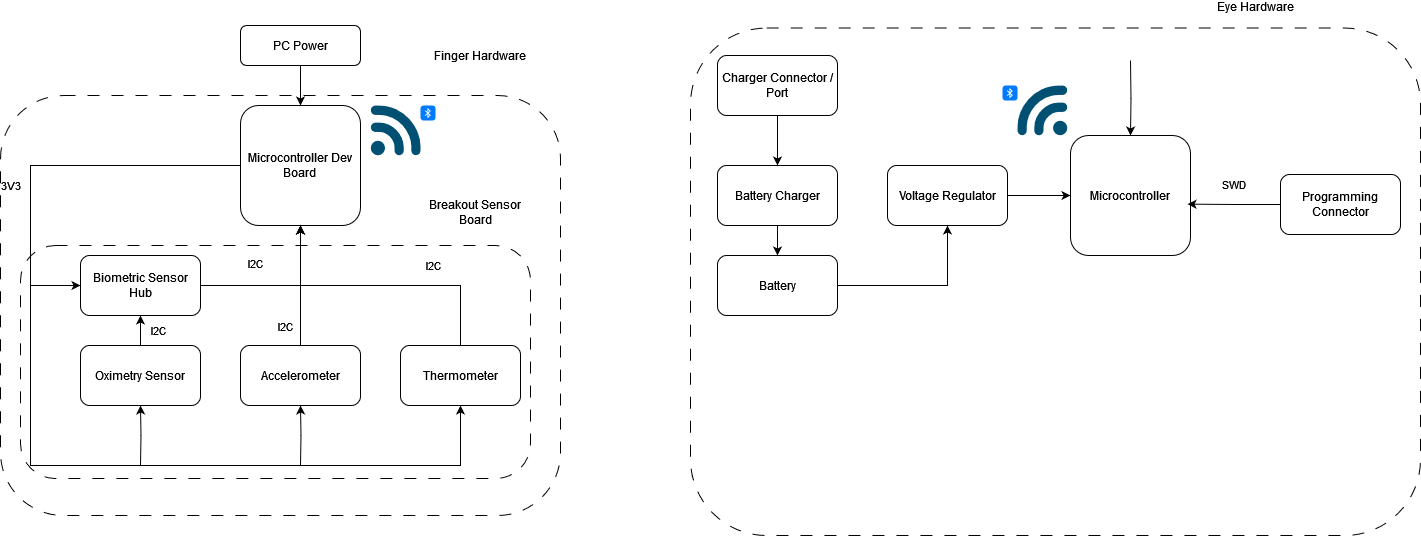 Eye Hardware
PC Power
Finger Hardware
Microcontroller Dev
Board
3V3
Breakout Sensor
Board
Biometric Sensor
Hub
I2C
I2C
I2C
I2C
Oximetry Sensor
Accelerometer
Thermometer
Charger Connector /
Port
Battery Charger
Battery
Voltage Regulator
Microcontroller
SWD
Programming
Connector